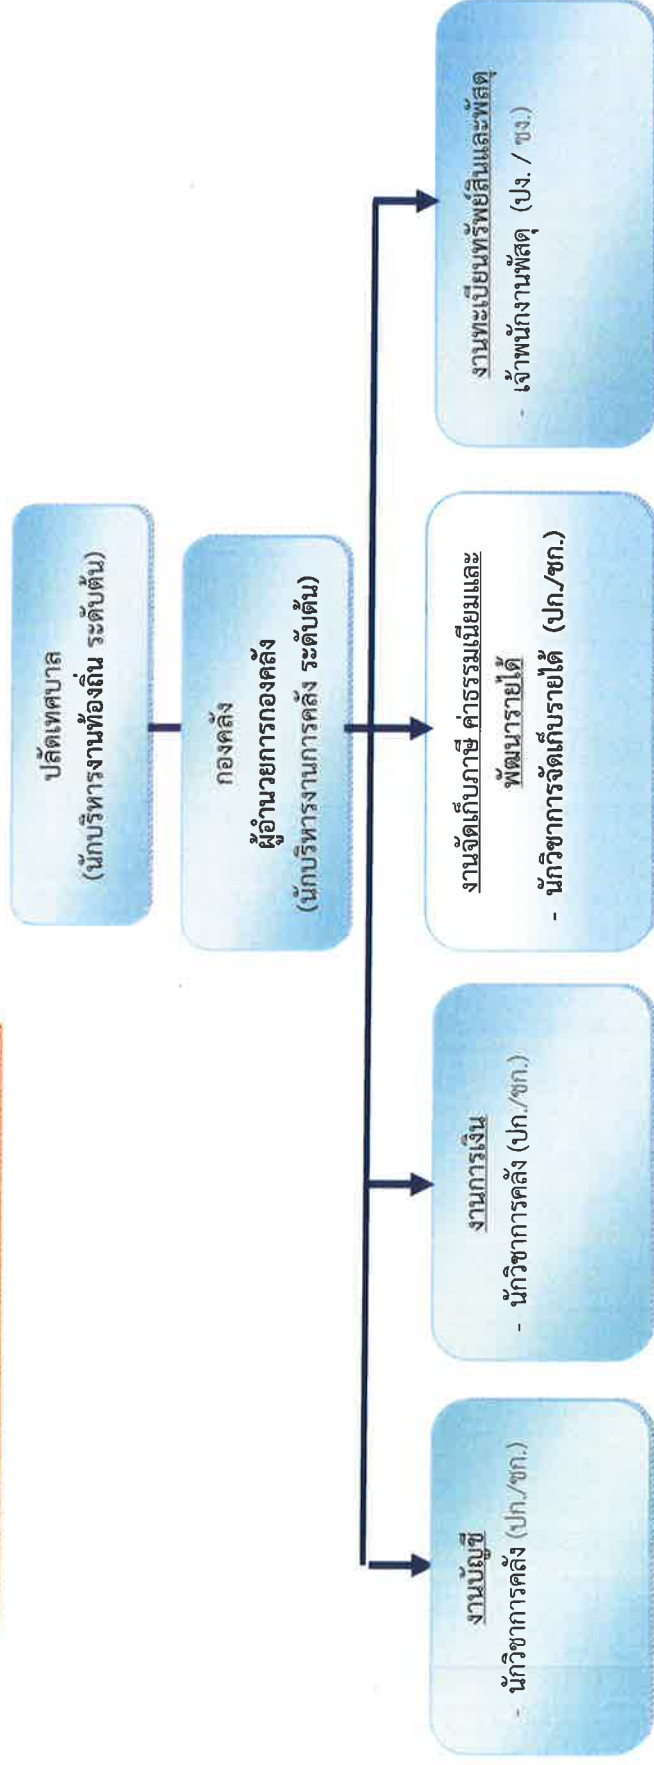 ปลัดเทศบาล
(นักบริหารงานท้องถิ่น ระดับต้น)
กองคลัง
ผู้อำนวยการกองคลัง
(นักบริหารงานการคลัง ระดับต้น)
งานบัญชี
- นักวิชาการคลัง (ปก./ชก.)
งานการเงิน
- นักวิชาการคลัง (ปก./ชก.)
งานจัดเก็บภาษี ค่าธรรมเนียมและ
พัฒนารายได้
- นักวิชาการจัดเก็บรายได้ (ปก./ชก.)
งานทะเบียนทรัพย์สินและพัสดุ
- เจ้าพนักงานพัสดุ (ปง. / ชง.)